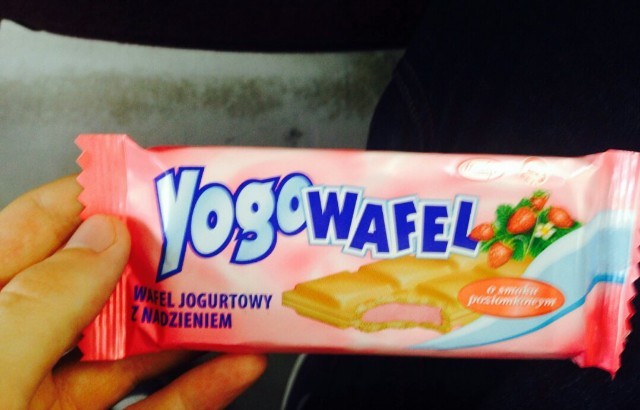 Yogo WAFEL
WAFEL JOGURTOWY
Z NADZIENIEM
o smaku
poziomkowym